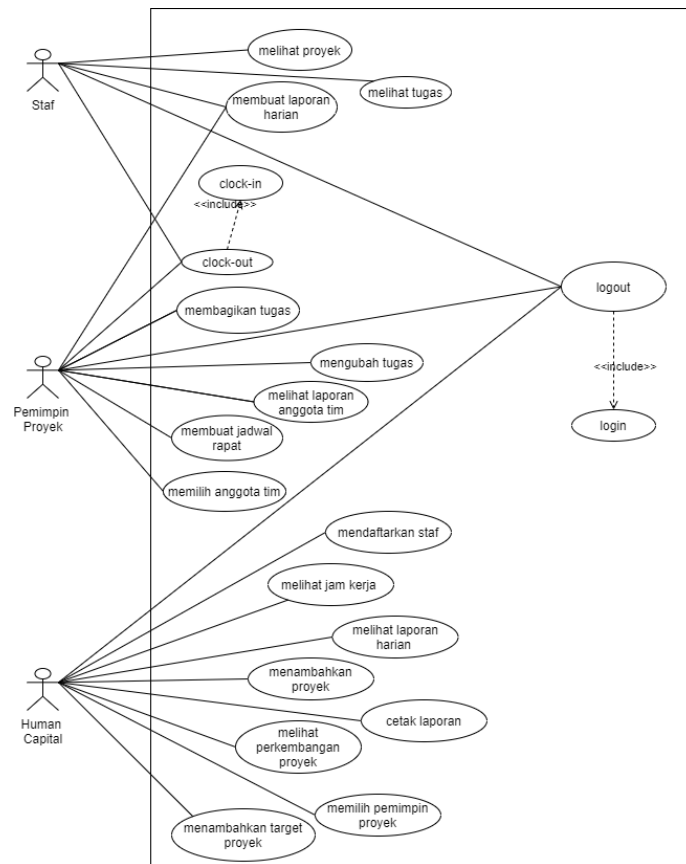 melihat proyek
Staf
melihat tugas
membuat laporan
harian
clock-in
<<include>>
clock-out
membagikan tugas
logout
Pemimpin
Proyek
mengubah tugas
<<include>>
melihat laporan
anggota tim
membuat jadwal
rapat
login
memilih anggota tim
mendaftarkan staf
melihat jam kerja
melihat laporan
harian
Human
Capital
menambahkan
proyek
cetak laporan
melihat
perkembangan
proyek
memilih pemimpin
proyek
menambahkan target
proyek